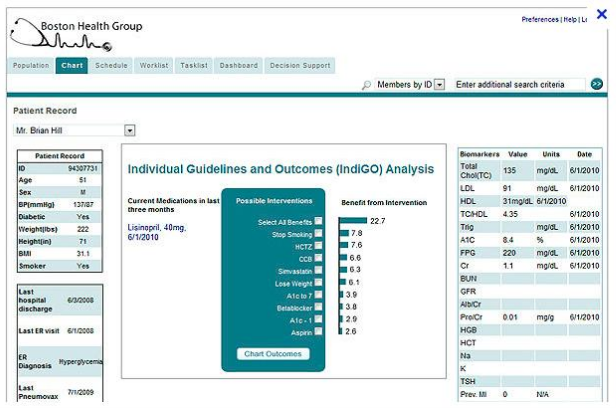 Boston Health Group
Preferences | Help | L
Population Chart Schedule Worklist Tasklist Dashboard Decision Support
Members by ID Enter additional search criteria
Patient Record
Mr. Brian Hill
Patient Record
ID 94307731
Age 51
Sex M
BP(mmHg) 137/87
Diabetic Yes
Weight(lbs) 222
Height(in) 71
BMI 31.1
Smoker Yes
Last hospital discharge 6/3/2008
Last ER visit 6/1/2008
ER Diagnosis Hyperglycemia
Last Pneumovax 7/1/2009
Individual Guidelines and Outcomes (IndiGO) Analysis
Current Medications in last
three months
Lisinopril, 40mg,
6/1/2010
Possible Interventions Benefit from Intervention
Select All Benefits 22.7
Stop Smoking 7.8
HCTZ 7.6
CCB 6.6
Simvastatin 6.3
Lose Weight 6.1
A1c to 7 3.9
Betablocker 3.8
A1c - 1 2.9
Aspirin 2.6
Chart Outcomes
Biomarkers Value Units Date
Total Chol(TC) 135 mg/dL 6/1/2010
LDL 91 mg/dL 6/1/2010
HDL 31mg/dL 6/1/2010
TC/HDL 4.35 6/1/2010
Trig mg/dL 6/1/2010
A1C 8.4 % 6/1/2010
FPG 220 mg/dL 6/1/2010
Cr 1.1 mg/dL 6/1/2010
BUN
GFR
Alb/Cr
Pro/Cr 0.01 mg/g 6/1/2010
HGB
HCT
Na
K
TSH
Prev. MI 0 N/A